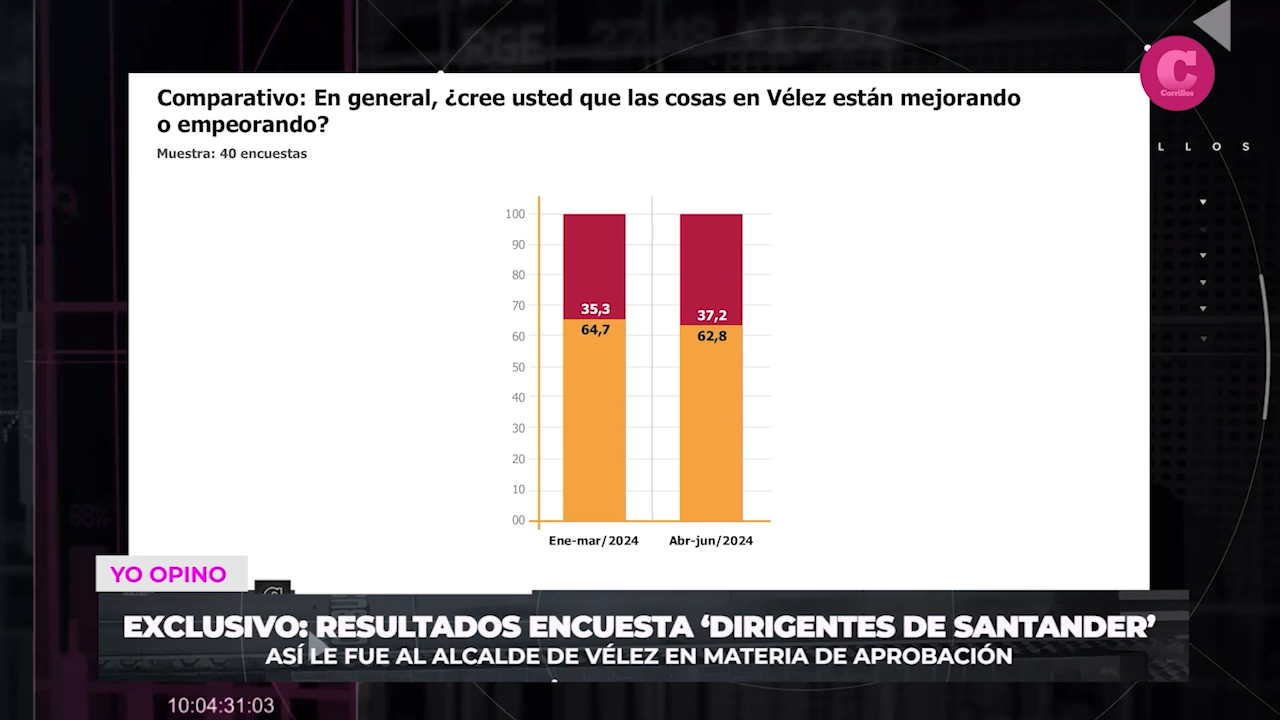 Comparativo: En general, ¿cree usted que las cosas en Vélez están mejorando
o empeorando?
Muestra: 40 encuestas
C
Corrillos
L L O S
100
90
80
70
60
50
40
30
20
10
00
35,3
64,7
37,2
62,8
Ene-mar/2024
Abr-jun/2024
YO OPINO
EXCLUSIVO: RESULTADOS ENCUESTA ‘DIRIGENTES DE SANTANDER’
ASÍ LE FUE AL ALCALDE DE VÉLEZ EN MATERIA DE APROBACIÓN
10:04:31:03